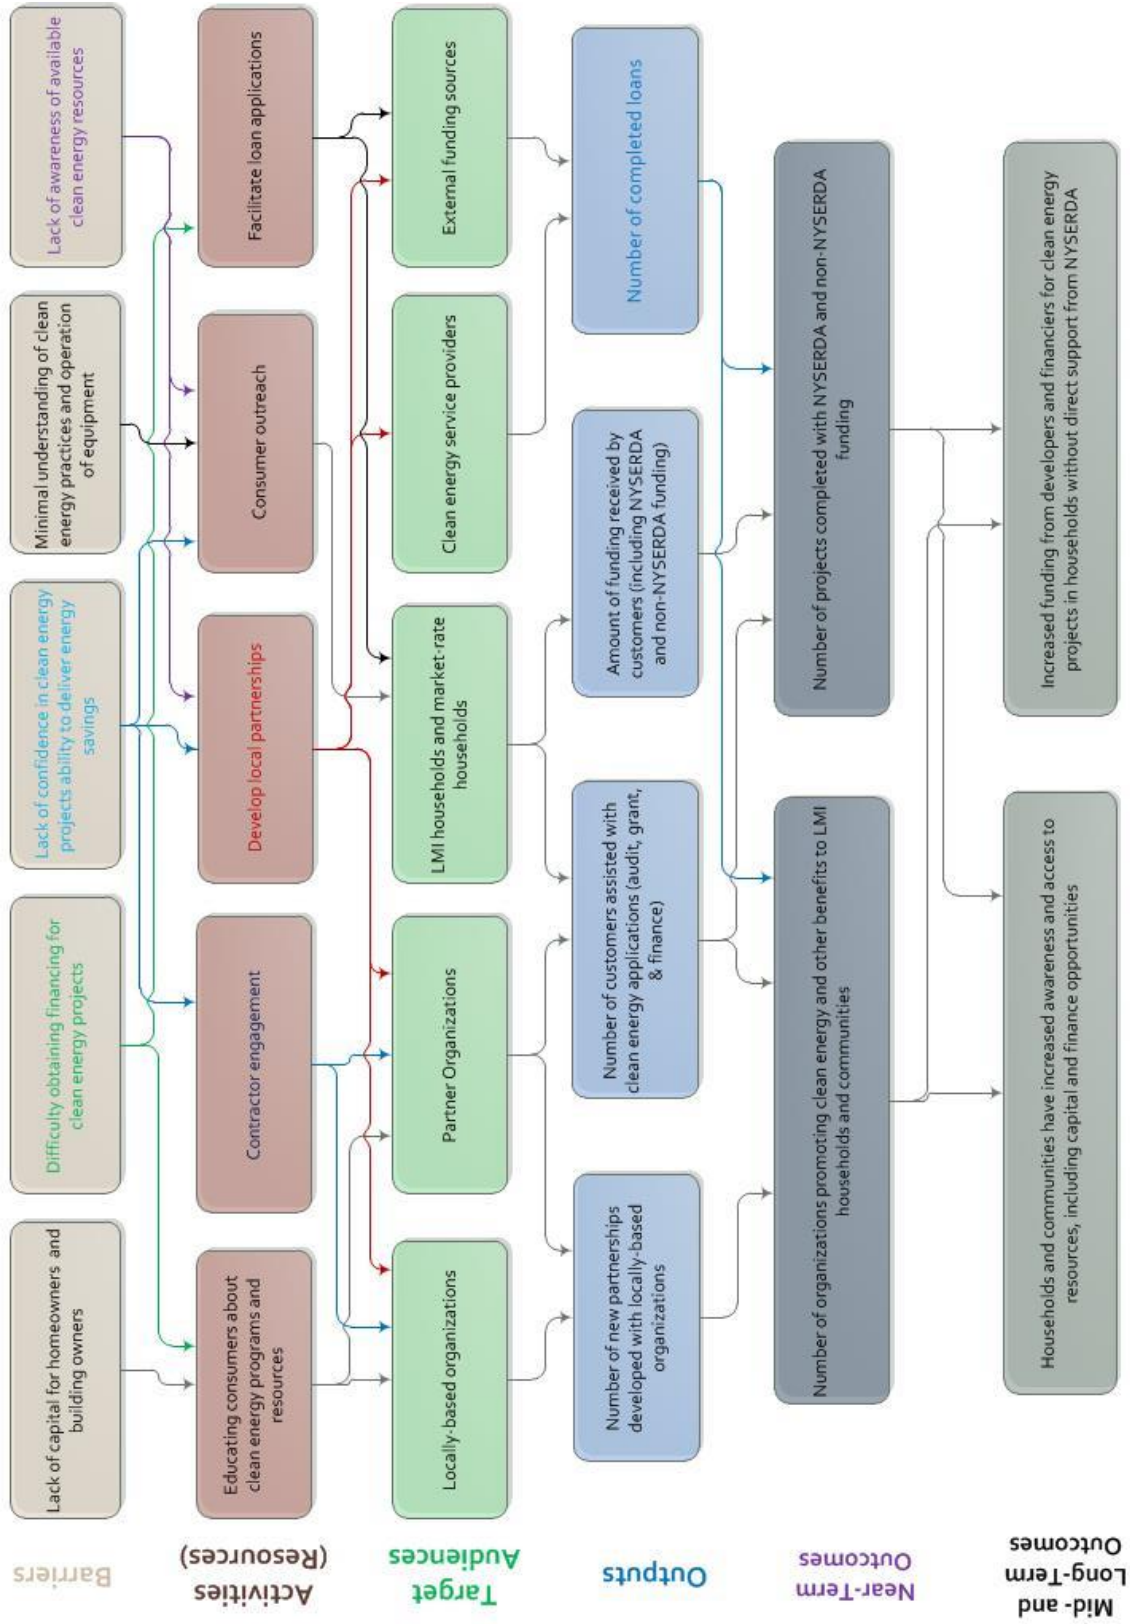 Barriers
Lack of capital for homeowners and
building owners
Difficulty obtaining financing for
clean energy projects
Lack of confidence in clean energy
projects ability to deliver energy
savings
Minimal understanding of clean
energy practices and operation
of equipment
Lack of awareness of available
clean energy resources
Activities
(Resources)
Educating consumers about
clean energy programs and
resources
Contractor engagement
Develop local partnerships
Consumer outreach
Facilitate loan applications
Target
Audiences
Locally-based organizations
Partner Organizations
LMI households and market-rate
households
Clean energy service providers
External funding sources
Outputs
Number of new partnerships
developed with locally-based
organizations
Number of customers assisted with
clean energy applications (audit, grant,
& finance)
Amount of funding received by
customers (including NYSERDA
and non-NYSERDA funding)
Number of completed loans
Near-Term
Outcomes
Number of organizations promoting clean energy and other benefits to LMI
households and communities
Number of projects completed with NYSERDA and non-NYSERDA
funding
Mid- and
Long-Term
Outcomes
Households and communities have increased awareness and access to
resources, including capital and finance opportunities
Increased funding from developers and financiers for clean energy
projects in households without direct support from NYSERDA